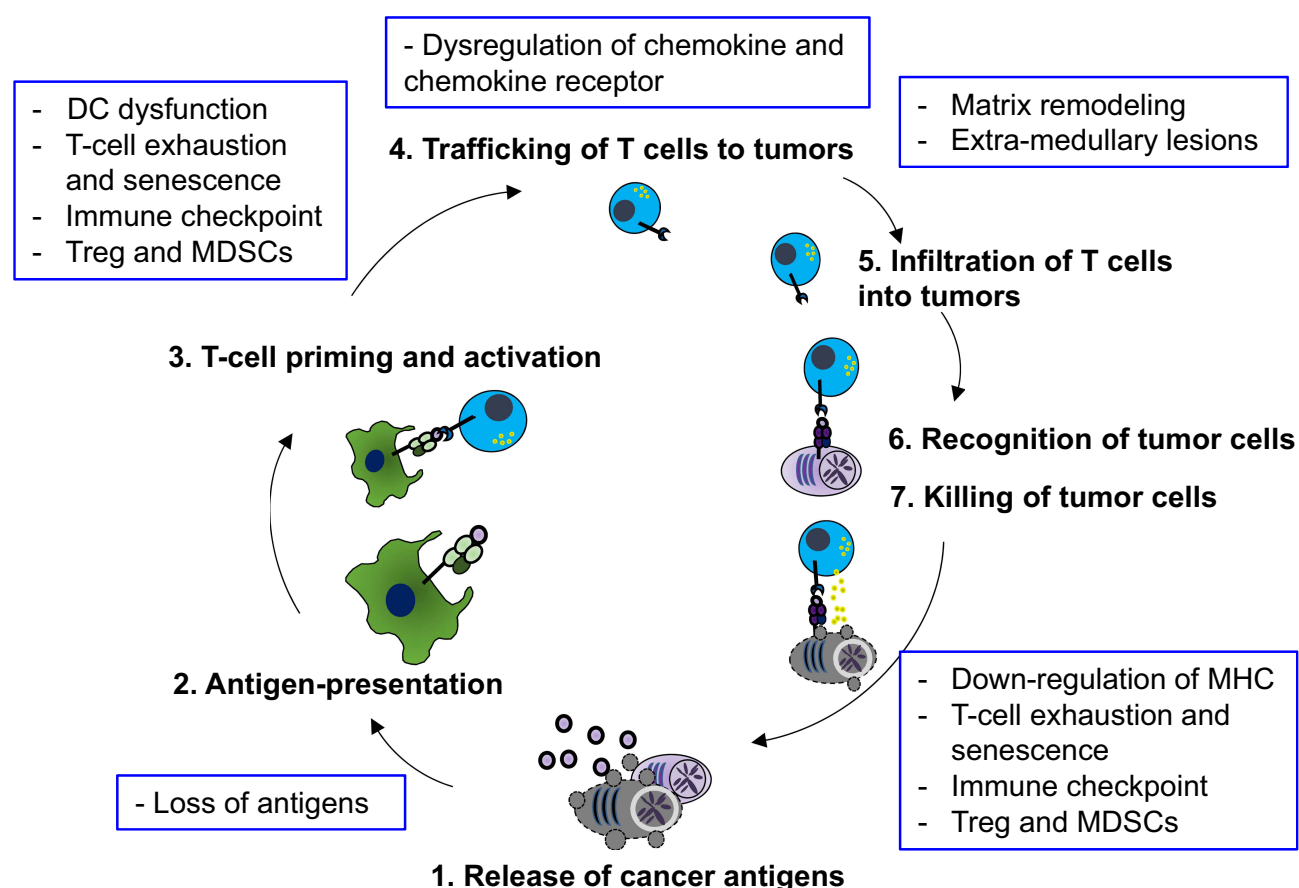 - Dysregulation of chemokine and
chemokine receptor
- DC dysfunction
- T-cell exhaustion
and senescence
- Immune checkpoint
- Treg and MDSCs
- Matrix remodeling
- Extra-medullary lesions
4. Trafficking of T cells to tumors
5. Infiltration of T cells
into tumors
3. T-cell priming and activation
6. Recognition of tumor cells
7. Killing of tumor cells
2. Antigen-presentation
- Down-regulation of MHC
- T-cell exhaustion and
senescence
- Immune checkpoint
- Treg and MDSCs
- Loss of antigens
1. Release of cancer antigens